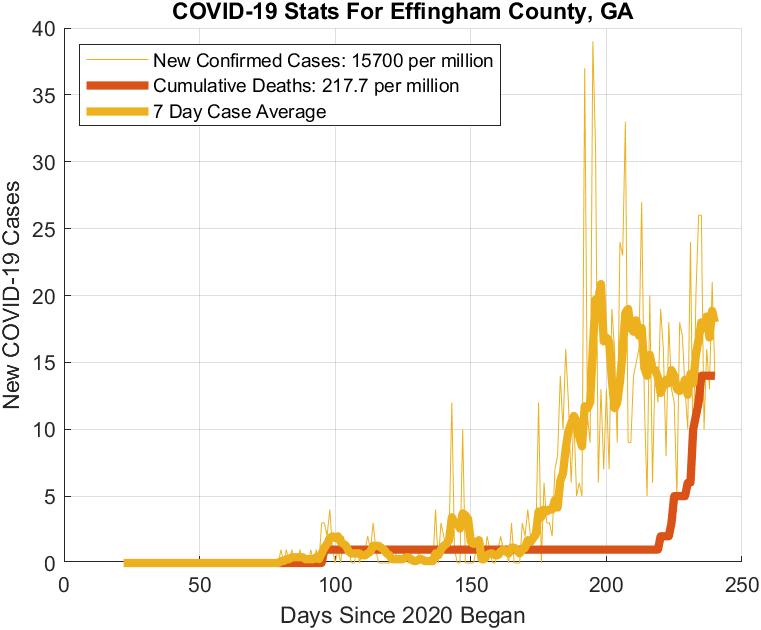 COVID-19 Stats For Effingham County, GA
New Confirmed Cases: 15700 per million
Cumulative Deaths: 217.7 per million
7 Day Case Average
New COVID-19 Cases
40
35
30
25
20
15
10
5
0
0 50 100 150 200 250
Days Since 2020 Began